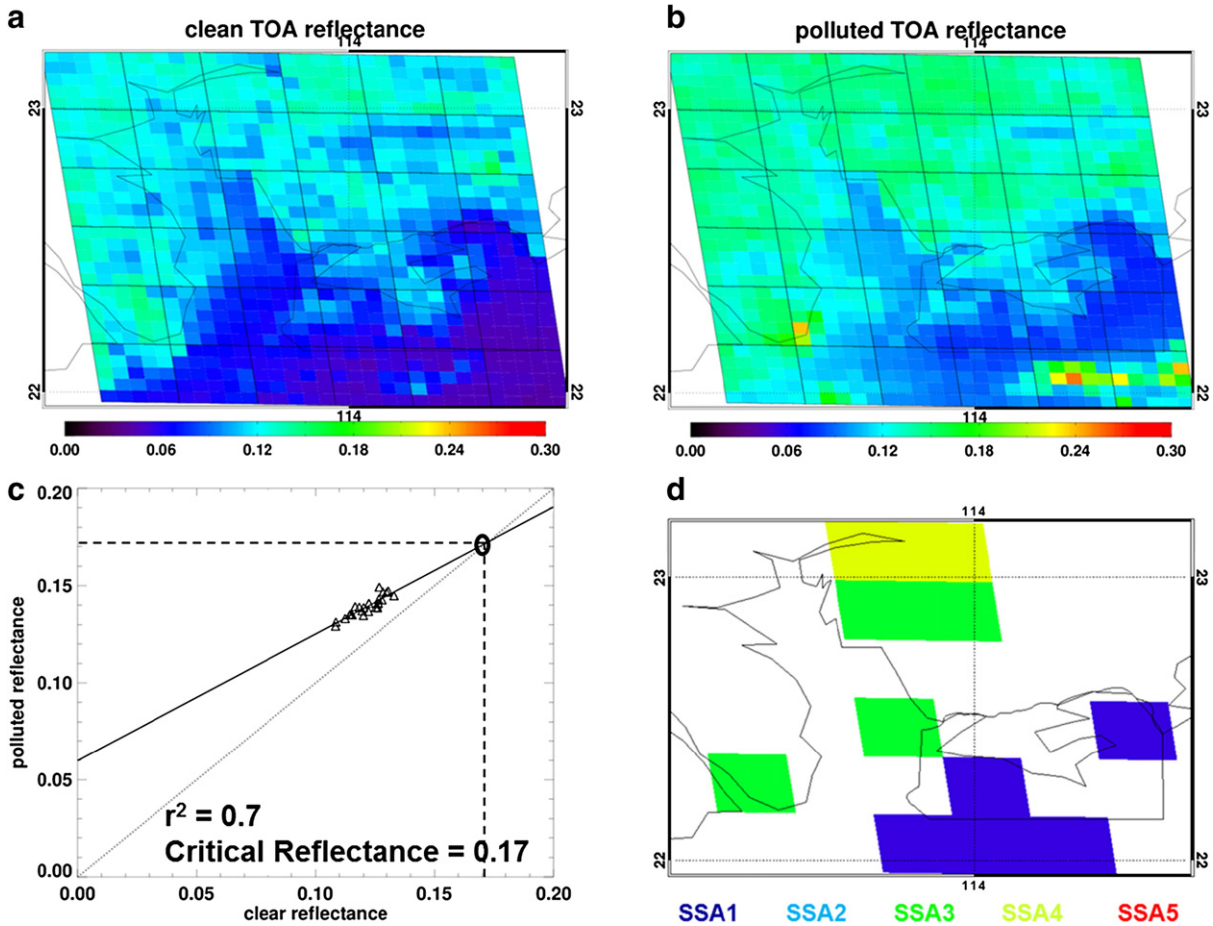 a
clean TOA reflectance
114
23
23
22
22
114
0.00 0.06 0.12 0.18 0.24 0.30
b
polluted TOA reflectance
114
23
23
22
22
114
0.00 0.06 0.12 0.18 0.24 0.30
c
0.20
0.15
0.10
0.05
0.00
polluted reflectance
r² = 0.7
Critical Reflectance = 0.17
0.00 0.05 0.10 0.15 0.20
clear reflectance
d
114
23
23
22
22
114
SSA1 SSA2 SSA3 SSA4 SSA5